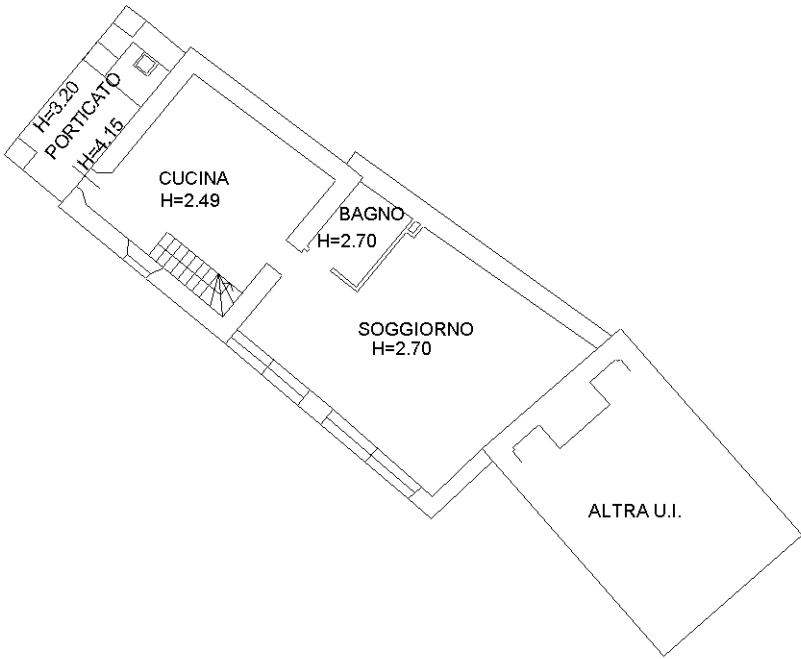 H=3.20
PORTICATO
H=4.15
CUCINA
H=2.49
BAGNO
H=2.70
SOGGIORNO
H=2.70
ALTRA U.I.